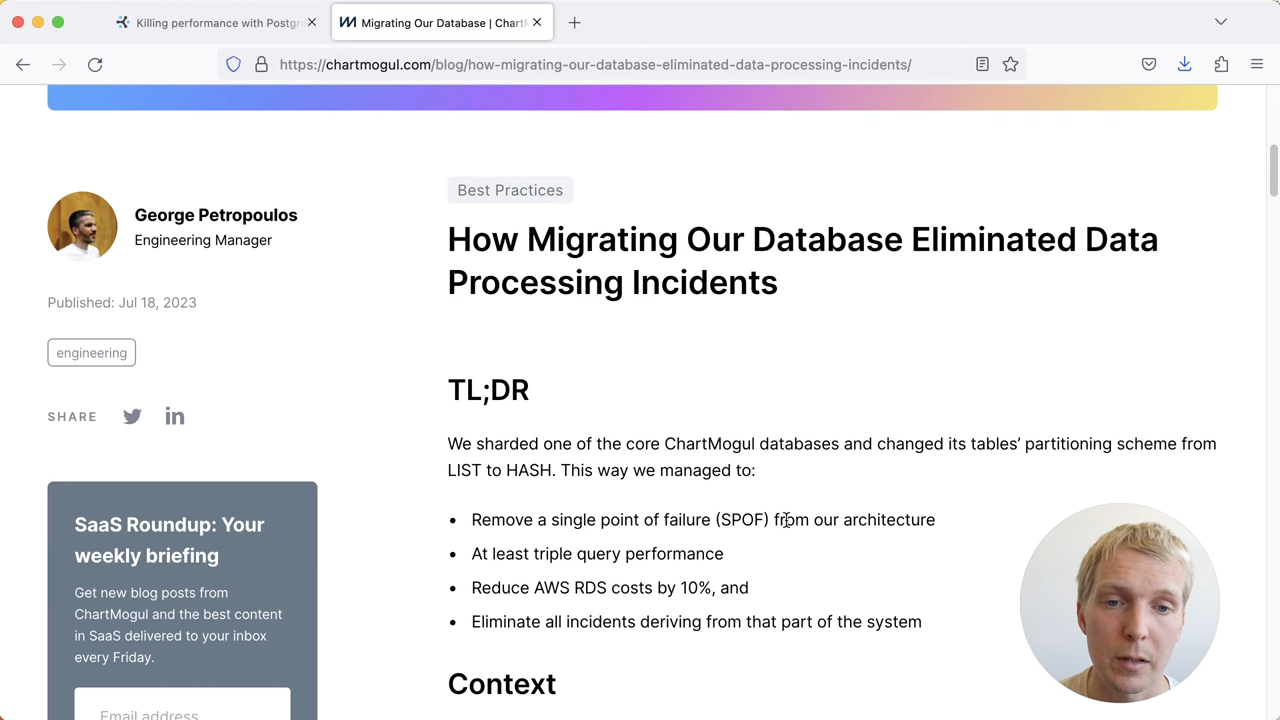 Killing performance with Postgr
Migrating Our Database | ChartM
https://chartmogul.com/blog/how-migrating-our-database-eliminated-data-processing-incidents/
George Petropoulos
Engineering Manager
Published: Jul 18, 2023
engineering
SHARE
SaaS Roundup: Your
weekly briefing
Get new blog posts from
ChartMogul and the best content
in SaaS delivered to your inbox
every Friday.
Email address
Best Practices
How Migrating Our Database Eliminated Data
Processing Incidents
TL;DR
We sharded one of the core ChartMogul databases and changed its tables’ partitioning scheme from
LIST to HASH. This way we managed to:
• Remove a single point of failure (SPOF) from our architecture
• At least triple query performance
• Reduce AWS RDS costs by 10%, and
• Eliminate all incidents deriving from that part of the system
Context